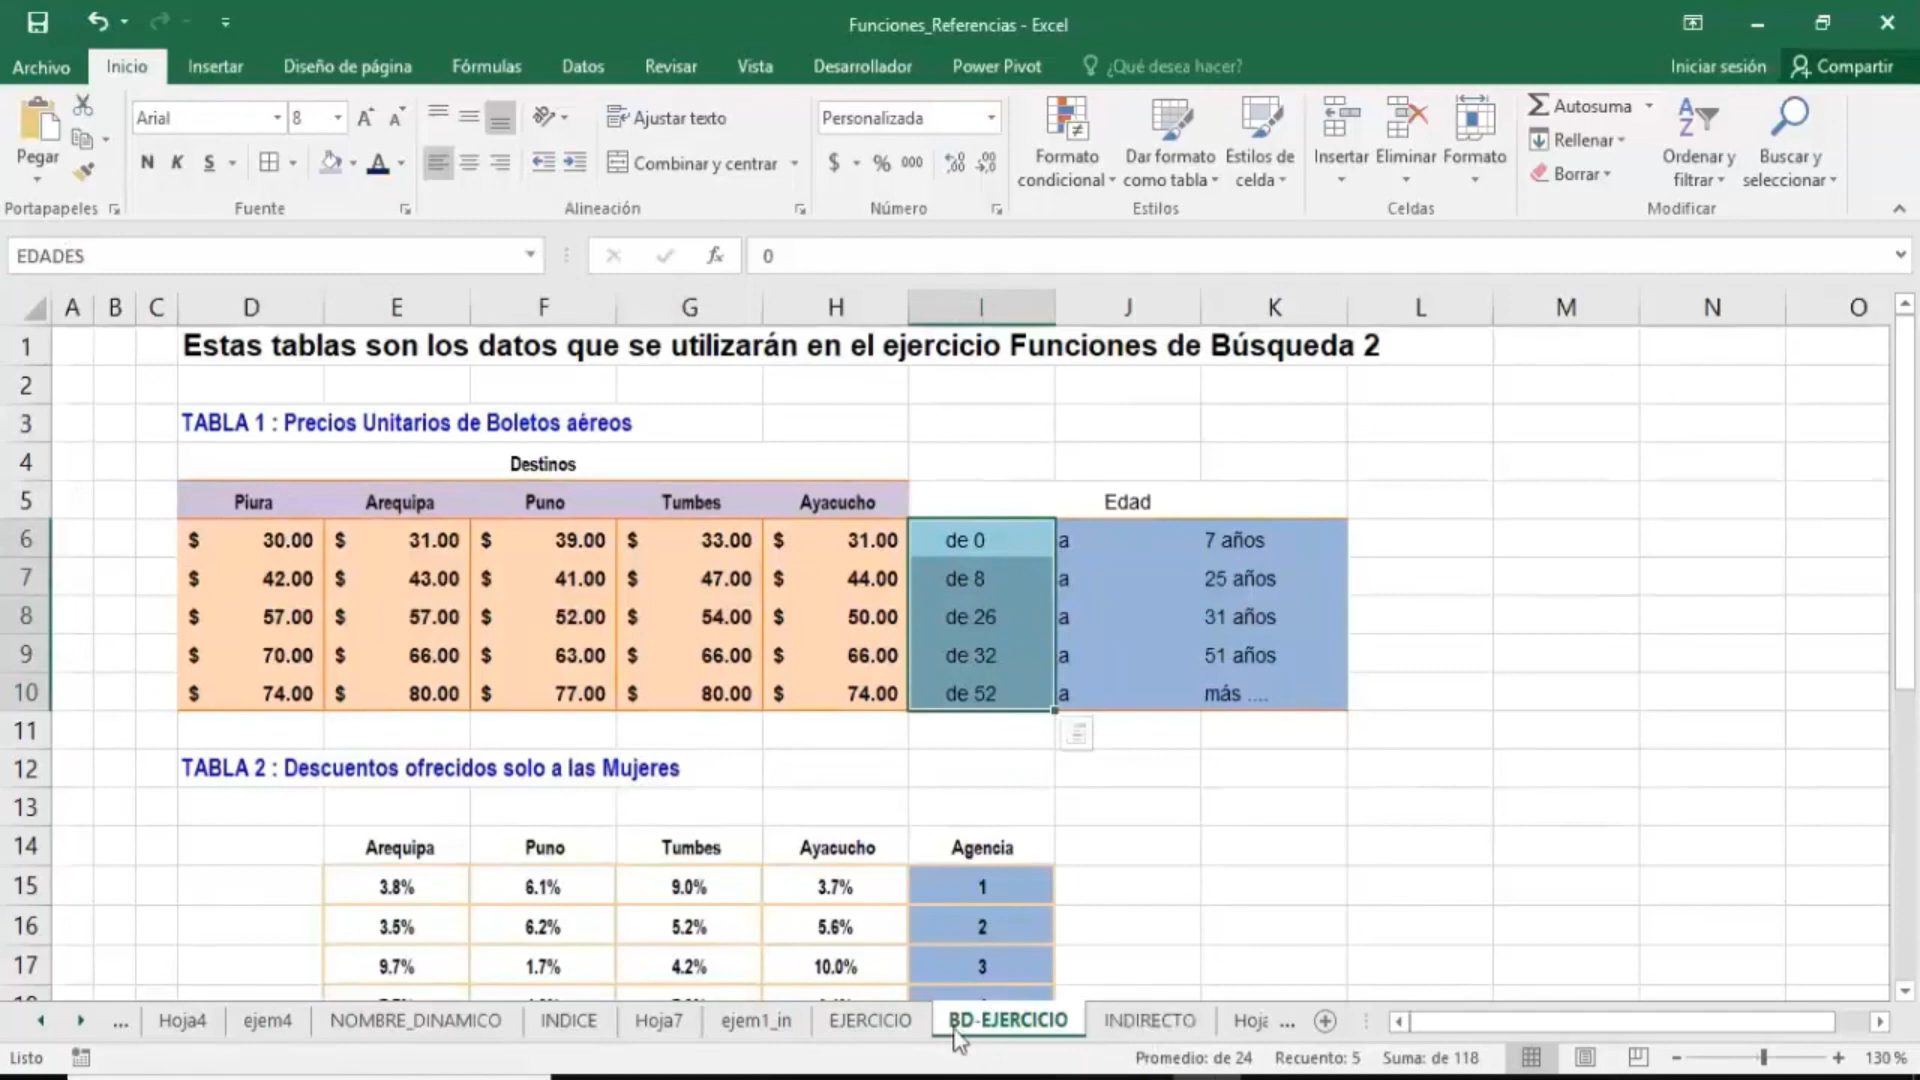 Funciones_Referencias - Excel
Archivo Inicio Insertar Diseño de página Fórmulas Datos Revisar Vista Desarrollador Power Pivot ¿Qué desea hacer? Iniciar sesión Compartir
Pegar
Portapapeles
Arial 8
N K S
Fuente
Ajustar texto
Combinar y centrar
Alineación
Personalizada
$ % 000
Número
Formato condicional
Dar formato como tabla
Estilos de celda
Estilos
Insertar Eliminar Formato
Celdas
Autosuma
Rellenar
Borrar
Ordenar y filtrar
Buscar y seleccionar
Modificar
EDADES fx 0
A B C D E F G H I J K L M N O
1 Estas tablas son los datos que se utilizarán en el ejercicio Funciones de Búsqueda 2
2
3 TABLA 1 : Precios Unitarios de Boletos aéreos
4 Destinos
5 Piura Arequipa Puno Tumbes Ayacucho Edad
6 $ 30.00 $ 31.00 $ 39.00 $ 33.00 $ 31.00 de 0 a 7 años
7 $ 42.00 $ 43.00 $ 41.00 $ 47.00 $ 44.00 de 8 a 25 años
8 $ 57.00 $ 57.00 $ 52.00 $ 54.00 $ 50.00 de 26 a 31 años
9 $ 70.00 $ 66.00 $ 63.00 $ 66.00 $ 66.00 de 32 a 51 años
10 $ 74.00 $ 80.00 $ 77.00 $ 80.00 $ 74.00 de 52 a más ....
11
12 TABLA 2 : Descuentos ofrecidos solo a las Mujeres
13
14 Arequipa Puno Tumbes Ayacucho Agencia
15 3.8% 6.1% 9.0% 3.7% 1
16 3.5% 6.2% 5.2% 5.6% 2
17 9.7% 1.7% 4.2% 10.0% 3
... Hoja4 ejem4 NOMBRE_DINAMICO INDICE Hoja7 ejem1_in EJERCICIO BD-EJERCICIO INDIRECTO Hoja ...
Listo Promedio: de 24 Recuento: 5 Suma: de 118 130 %